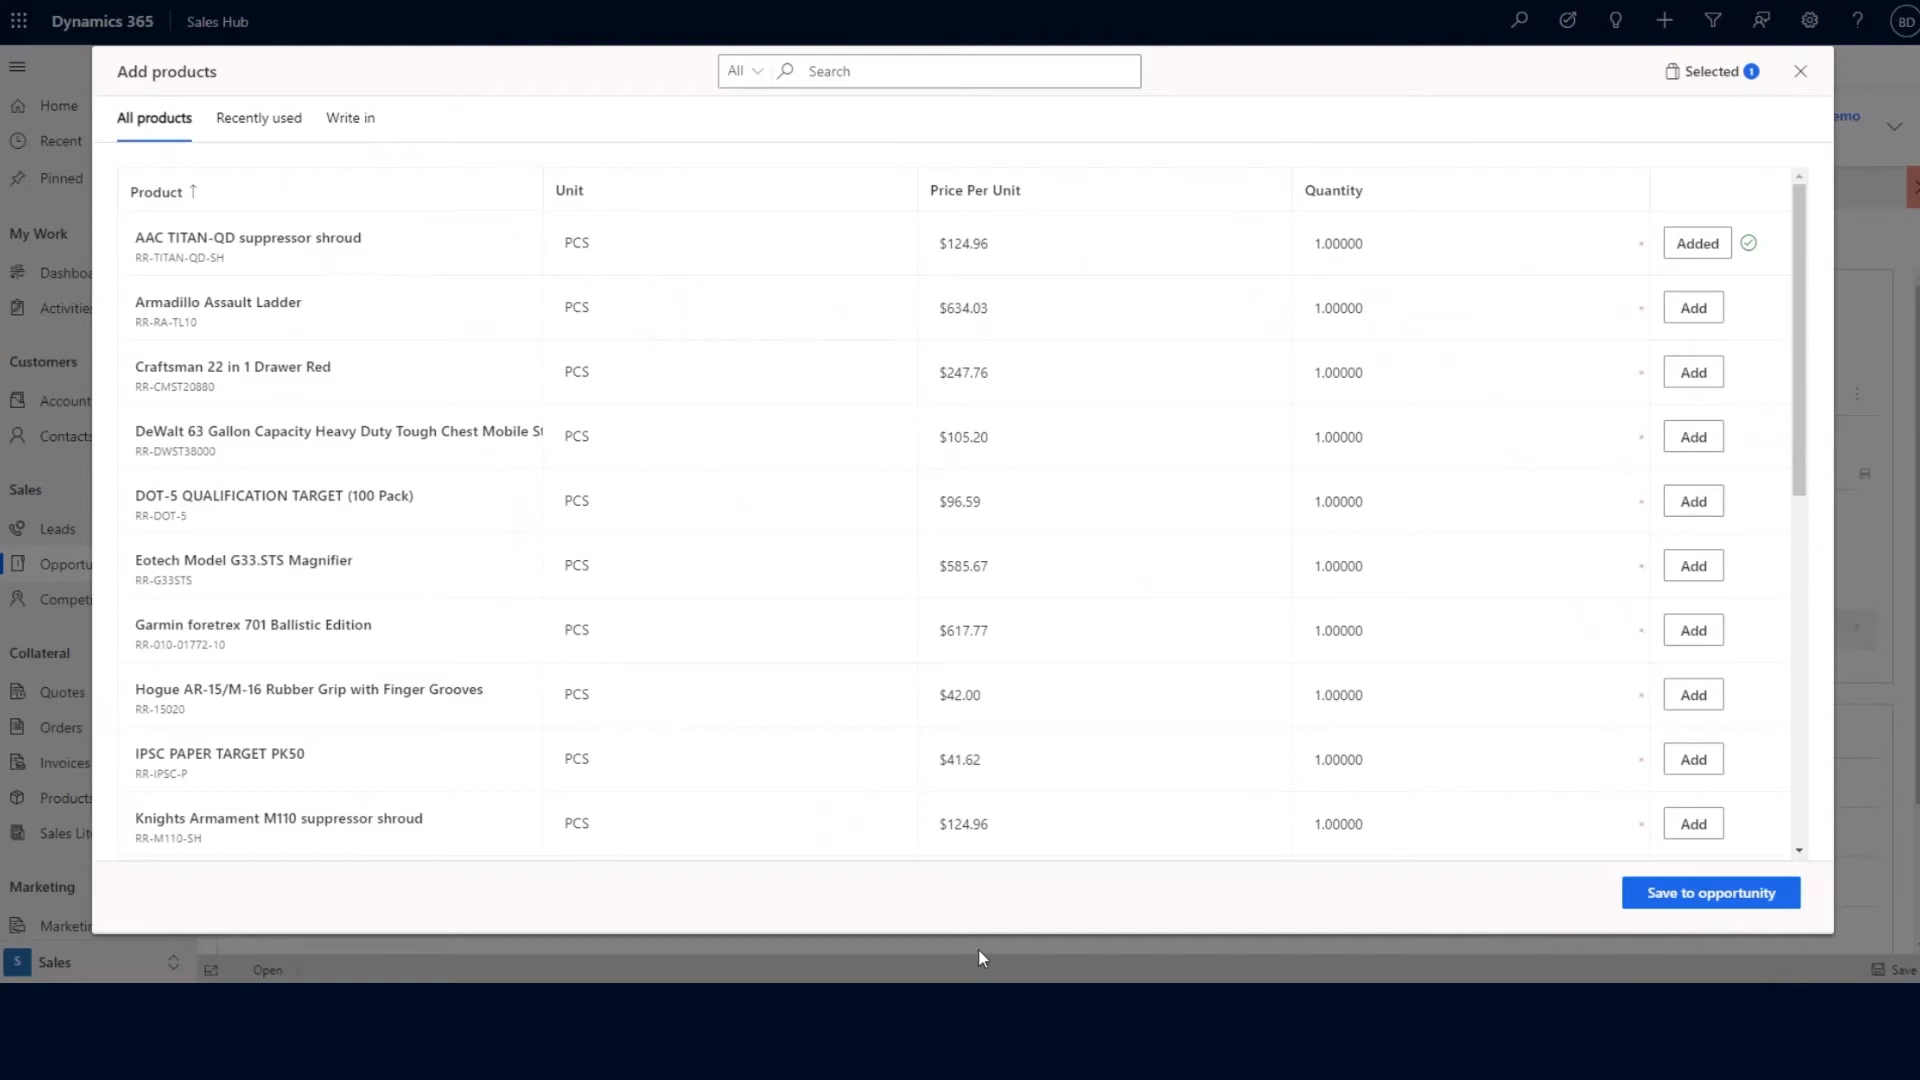 Dynamics 365
Sales Hub
BD
Add products
All
Search
Selected 1
Home
Recent
Pinned
My Work
Dashboa
Activities
Customers
Account
Contacts
Sales
Leads
Opportu
Competi
Collateral
Quotes
Orders
Invoices
Products
Sales Lit
Marketing
Marketin
S Sales
All products
Recently used
Write in
Product ↑
Unit
Price Per Unit
Quantity
AAC TITAN-QD suppressor shroud
RR-TITAN-QD-SH
PCS
$124.96
1.00000
*
Added
Armadillo Assault Ladder
RR-RA-TL10
PCS
$634.03
1.00000
*
Add
Craftsman 22 in 1 Drawer Red
RR-CMST20880
PCS
$247.76
1.00000
*
Add
DeWalt 63 Gallon Capacity Heavy Duty Tough Chest Mobile St
RR-DWST38000
PCS
$105.20
1.00000
*
Add
DOT-5 QUALIFICATION TARGET (100 Pack)
RR-DOT-5
PCS
$96.59
1.00000
*
Add
Eotech Model G33.STS Magnifier
RR-G33STS
PCS
$585.67
1.00000
*
Add
Garmin foretrex 701 Ballistic Edition
RR-010-01772-10
PCS
$617.77
1.00000
*
Add
Hogue AR-15/M-16 Rubber Grip with Finger Grooves
RR-15020
PCS
$42.00
1.00000
*
Add
IPSC PAPER TARGET PK50
RR-IPSC-P
PCS
$41.62
1.00000
*
Add
Knights Armament M110 suppressor shroud
RR-M110-SH
PCS
$124.96
1.00000
*
Add
Save to opportunity
emo
Open
Save